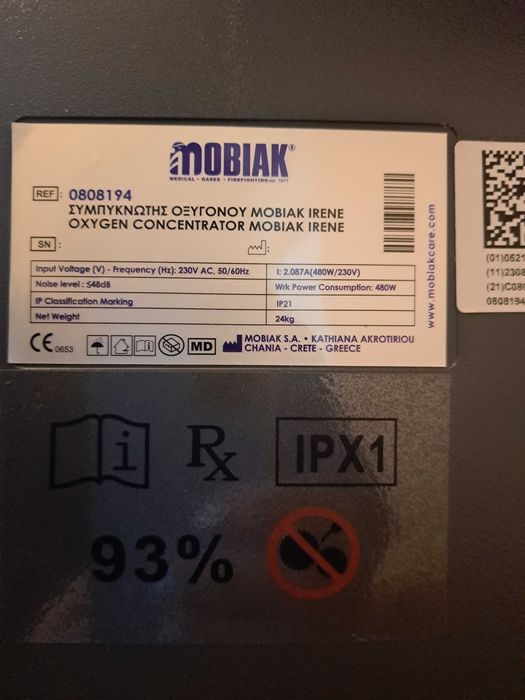 MOBIAK®
MEDICAL • GASES • FIREFIGHTING est. 1977
REF : 0808194
ΣΥΜΠΥΚΝΩΤΗΣ ΟΞΥΓΟΝΟΥ MOBIAK IRENE
OXYGEN CONCENTRATOR MOBIAK IRENE
SN :
:
Input Voltage (V) - Frequency (Hz): 230V AC, 50/60Hz I: 2.087A(480W/230V)
Noise level : ≤48dB Wrk Power Consumption: 480W
IP Classification Marking IP21
Net Weight 24kg
CE 0653 MD MOBIAK S.A. • KATHIANA AKROTIRIOU
CHANIA - CRETE - GREECE
www.mobiakcare.com
(01)0521
(11)2308
(21)C080
0808194
i Rx IPX1
93%